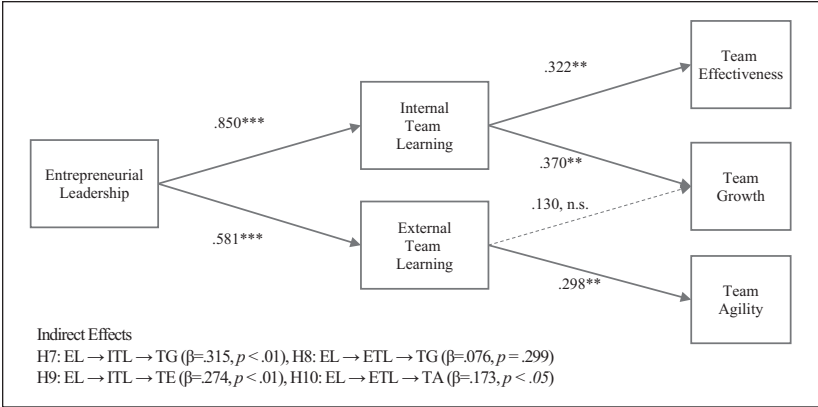 Team
Effectiveness
.322**
Internal
Team
Learning
.850***
.370**
Entrepreneurial
Leadership
Team
Growth
.130, n.s.
.581***
External
Team
Learning
.298**
Team
Agility
Indirect Effects
H7: EL → ITL → TG (β=.315, p < .01), H8: EL → ETL → TG (β=.076, p = .299)
H9: EL → ITL → TE (β=.274, p < .01), H10: EL → ETL → TA (β=.173, p < .05)